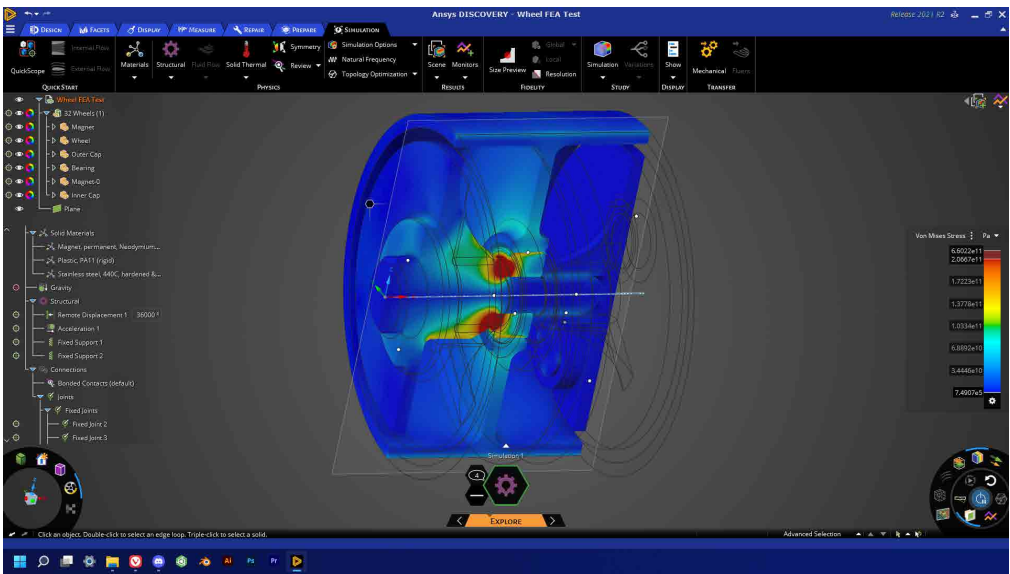 Ansys DISCOVERY - Wheel FEA Test
Release 2021 R2
DESIGN FACETS DISPLAY MEASURE REPAIR PREPARE SIMULATION
QuickScope
Internal Flow
External Flow
QUICK START
Materials Structural Fluid Flow Solid Thermal
Symmetry
Review
Simulation Options
Natural Frequency
Topology Optimization
PHYSICS
Scene Monitors
RESULTS
Size Preview
Global
Local
Resolution
FIDELITY
Simulation Variations
STUDY
Show
DISPLAY
Mechanical Fluent
TRANSFER
Wheel FEA Test
32 Wheels (1)
Magnet
Wheel
Outer Cap
Bearing
Magnet-0
Inner Cap
Plane
Solid Materials
Magnet, permanent, Neodymium...
Plastic, PA11 (rigid)
Stainless steel, 440C, hardened &...
Gravity
Structural
Remote Displacement 1 36000 °
Acceleration 1
Fixed Support 1
Fixed Support 2
Connections
Bonded Contacts (default)
Joints
Fixed Joints
Fixed Joint 2
Fixed Joint 3
Von Mises Stress Pa
6.6022e11
2.0667e11
1.7223e11
1.3778e11
1.0334e11
6.8892e10
3.4446e10
7.4907e5
Simulation 1
4
EXPLORE
Click an object. Double-click to select an edge loop. Triple-click to select a solid.
Advanced Selection
Ai Ps Pr